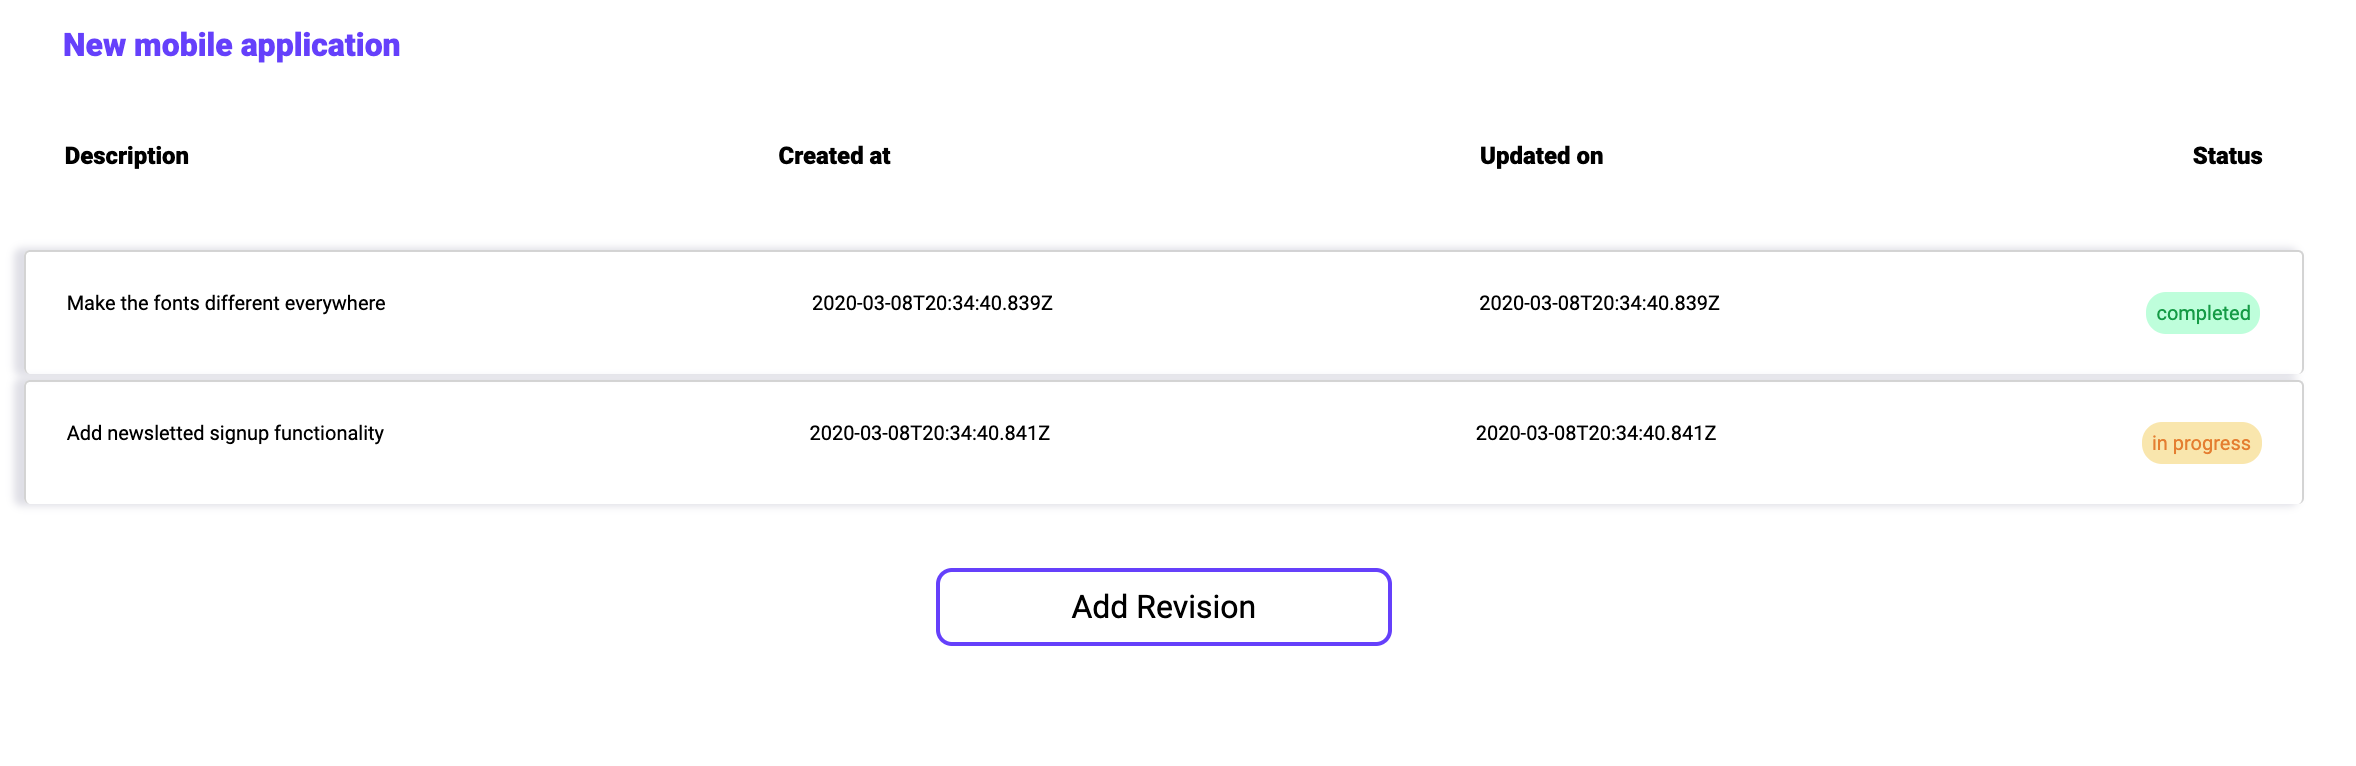 New mobile application
Description Created at Updated on Status
Make the fonts different everywhere 2020-03-08T20:34:40.839Z 2020-03-08T20:34:40.839Z completed
Add newsletted signup functionality 2020-03-08T20:34:40.841Z 2020-03-08T20:34:40.841Z in progress
Add Revision